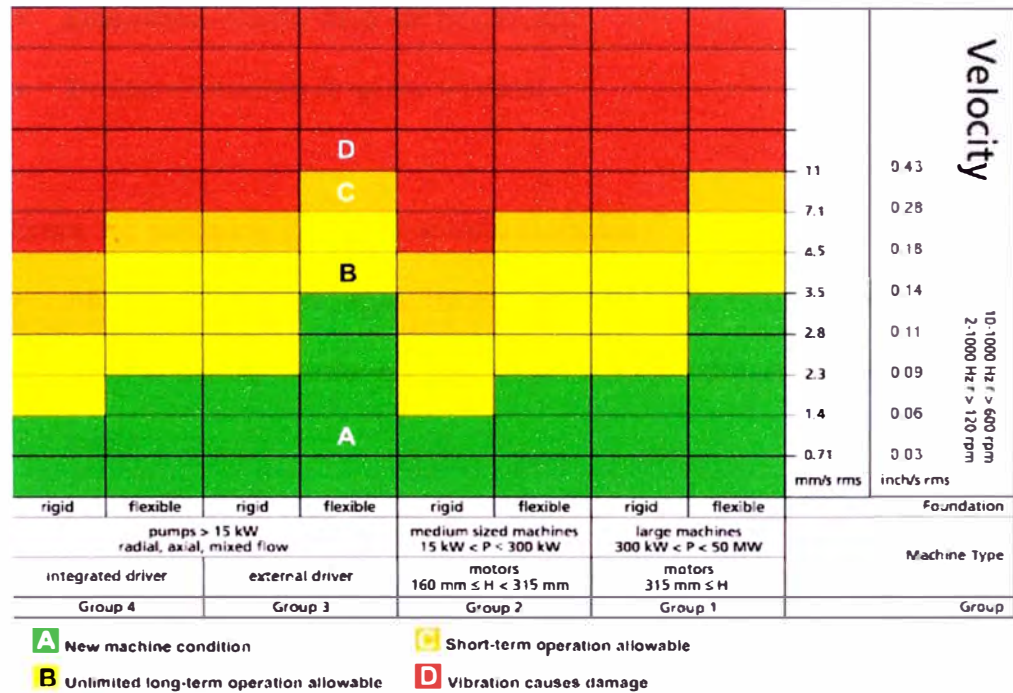 Velocity
10-1000 Hz r > 600 rpm
2-1000 Hz r > 120 rpm
D
11 0.43
C
7.1 0.28
4.5 0.18
B
3.5 0.14
2.8 0.11
2.3 0.09
1.4 0.06
A
0.71 0.03
mm/s rms inch/s rms
rigid flexible rigid flexible rigid flexible rigid flexible Foundation
pumps > 15 kW medium sized machines large machines
radial, axial, mixed flow 15 kW < P < 300 kW 300 kW < P < 50 MW
Machine Type
integrated driver external driver motors motors
160 mm ≤ H < 315 mm 315 mm ≤ H
Group 4 Group 3 Group 2 Group 1 Group
A New machine condition C Short-term operation allowable
B Unlimited long-term operation allowable D Vibration causes damage